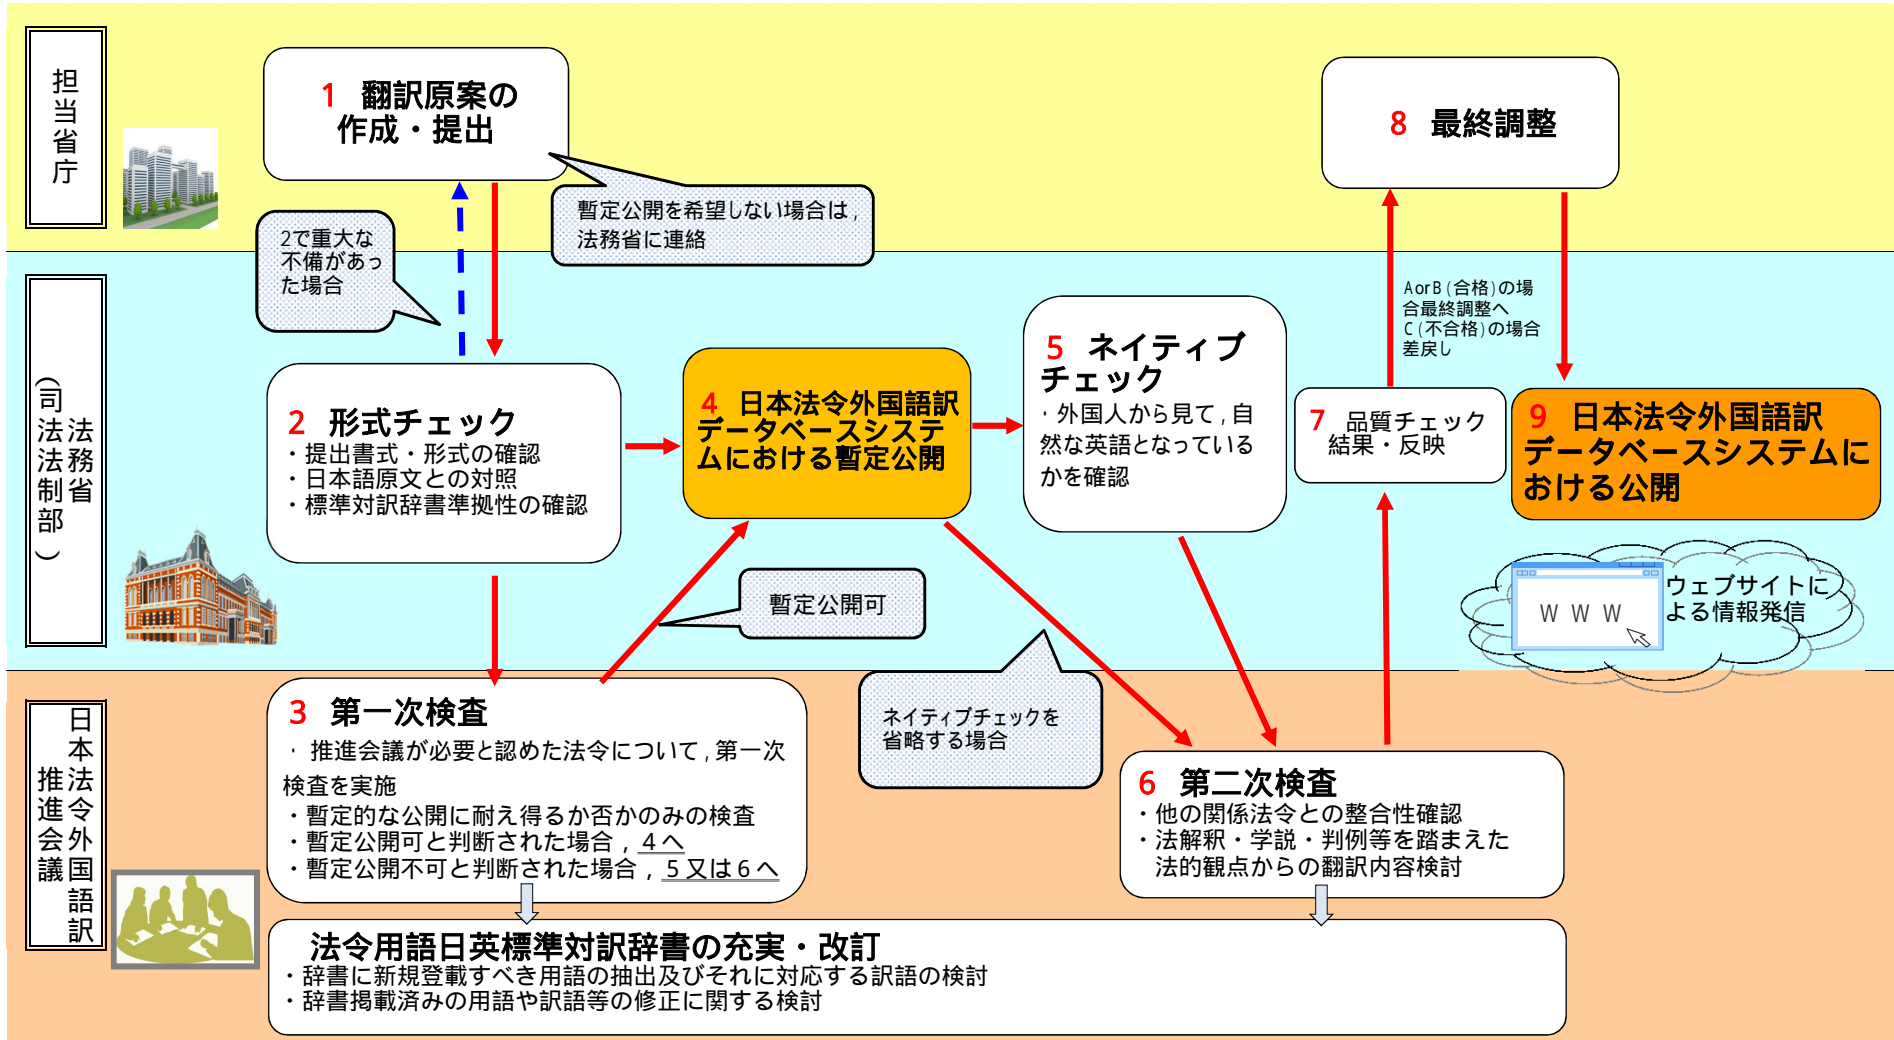 担当省庁
1 翻訳原案の
作成・提出
暫定公開を希望しない場合は,
法務省に連絡
2で重大な
不備があっ
た場合
8 最終調整
法務省
(司法法制部)
2 形式チェック
・提出書式・形式の確認
・日本語原文との対照
・標準対訳辞書準拠性の確認
4 日本法令外国語訳
データベースシステ
ムにおける暫定公開
5 ネイティブ
チェック
・外国人から見て,自
然な英語となっている
かを確認
AorB(合格)の場
合最終調整へ
C(不合格)の場合
差戻し
7 品質チェック
結果・反映
9 日本法令外国語訳
データベースシステムに
おける公開
暫定公開可
ウェブサイトに
よる情報発信
W W W
日本法令外国語訳
推進会議
3 第一次検査
・ 推進会議が必要と認めた法令について,第一次
検査を実施
・暫定的な公開に耐え得るか否かのみの検査
・暫定公開可と判断された場合,4へ
・暫定公開不可と判断された場合,5又は6へ
ネイティブチェックを
省略する場合
6 第二次検査
・他の関係法令との整合性確認
・法解釈・学説・判例等を踏まえた
法的観点からの翻訳内容検討
法令用語日英標準対訳辞書の充実・改訂
・辞書に新規登載すべき用語の抽出及びそれに対応する訳語の検討
・辞書掲載済みの用語や訳語等の修正に関する検討